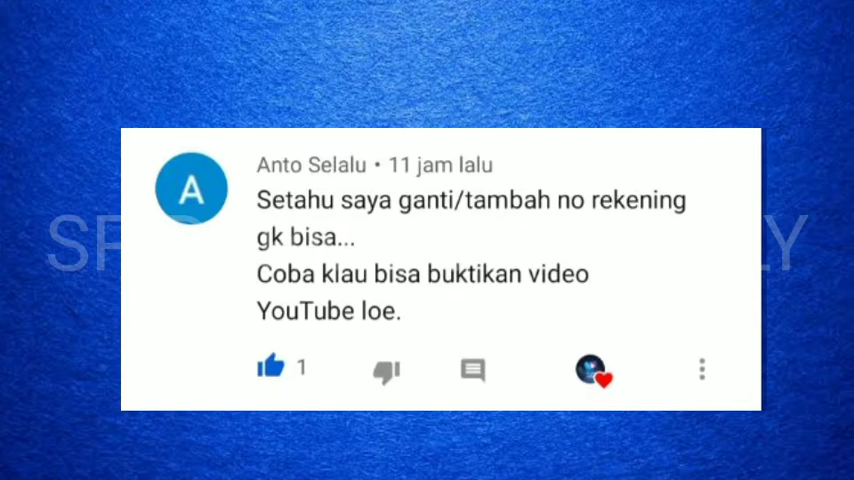 Anto Selalu • 11 jam lalu
Setahu saya ganti/tambah no rekening
gk bisa...
Coba klau bisa buktikan video
YouTube loe.
1
A